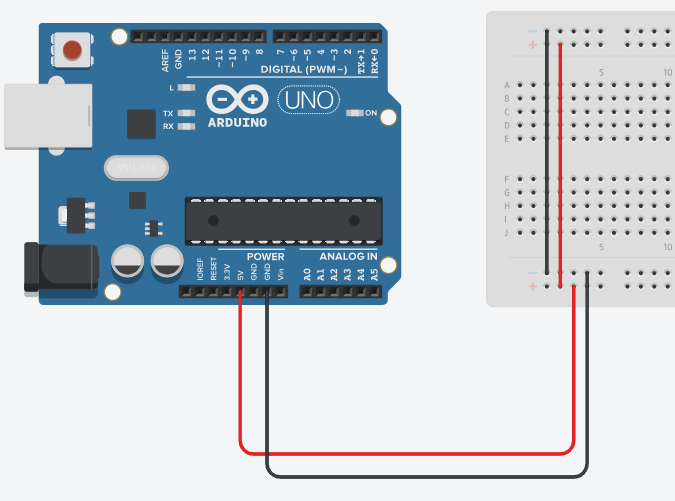 AREF
GND
13
12
~11
~10
~9
8
7
~6
~5
4
~3
2
TX→1
RX←0
DIGITAL (PWM~)
L
TX
RX
ARDUINO
UNO
ON
POWER
ANALOG IN
IOREF
RESET
3.3V
5V
GND
GND
Vin
A0
A1
A2
A3
A4
A5
5
10
A
B
C
D
E
F
G
H
I
J
5
10